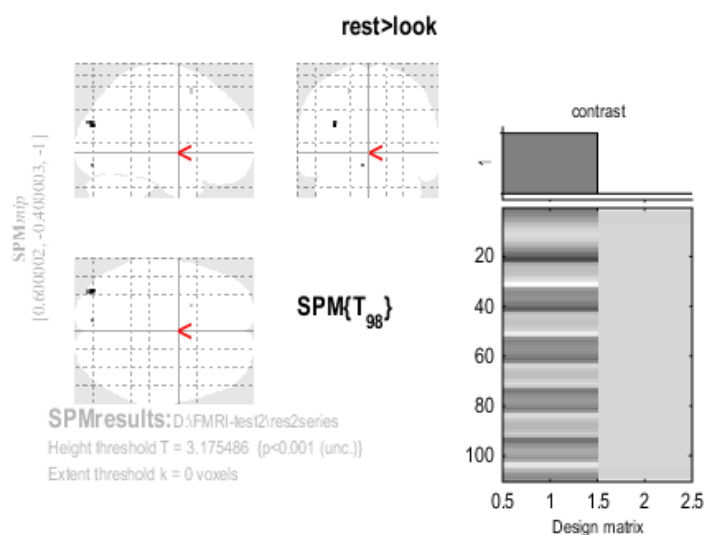 rest>look
SPMmip
[0.600002, -0.400003, -1]
<
<
<
SPM{T98}
SPMresults: D:\FMRI-test2\res2series
Height threshold T = 3.175486 {p<0.001 (unc.)}
Extent threshold k = 0 voxels
contrast
1
20
40
60
80
100
0.5 1 1.5 2 2.5
Design matrix